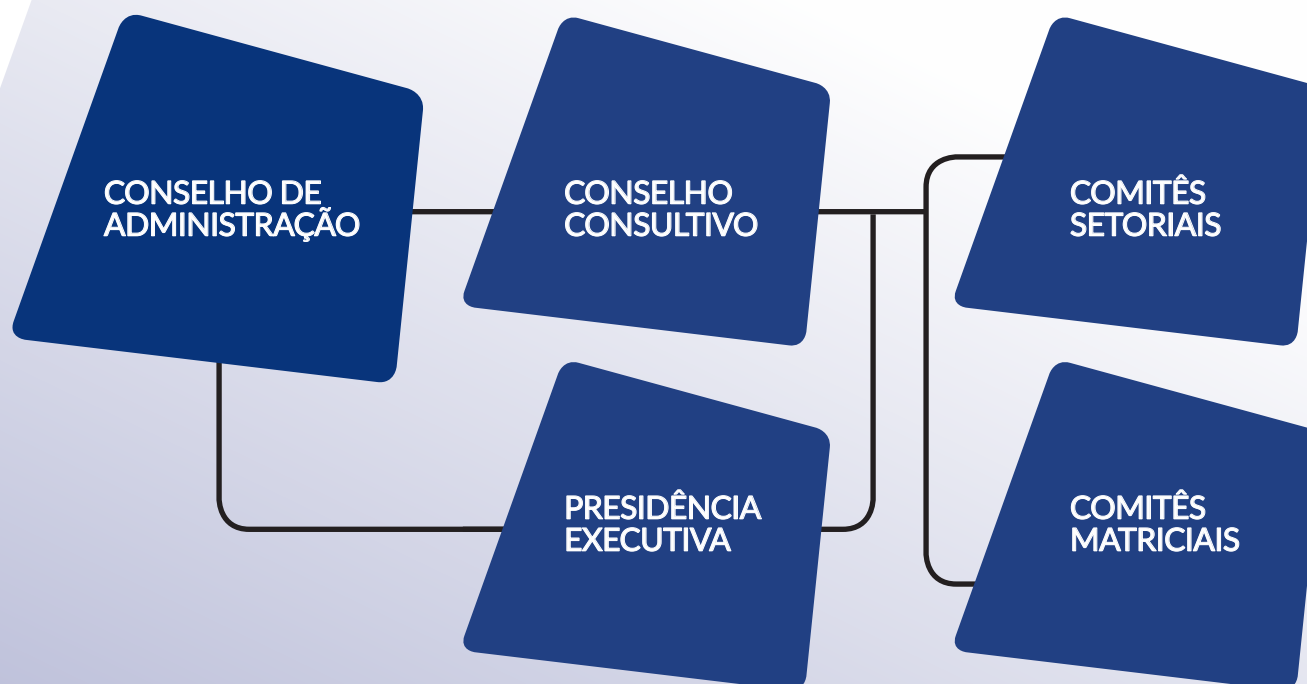 CONSELHO DE
ADMINISTRAÇÃO
CONSELHO
CONSULTIVO
COMITÊS
SETORIAIS
PRESIDÊNCIA
EXECUTIVA
COMITÊS
MATRICIAIS